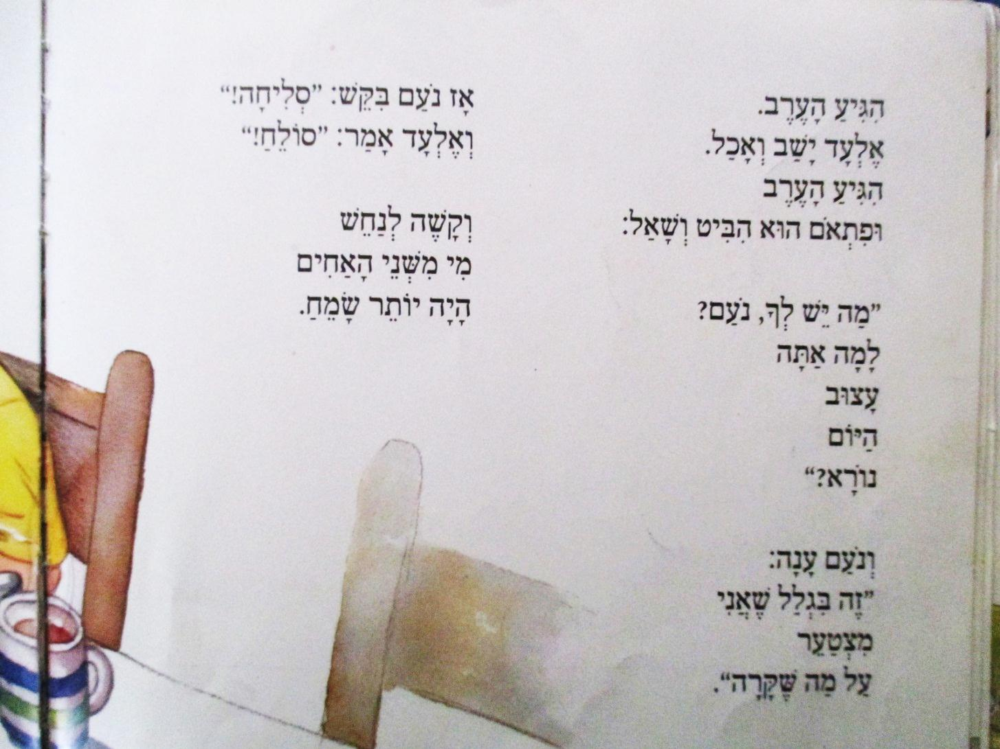 הִגִּיעַ הָעֶרֶב.
אֶלְעָד יָשַׁב וְאָכַל.
הִגִּיעַ הָעֶרֶב
וּפִתְאֹם הוּא הִבִּיט וְשָׁאַל:
”מַה יֵּשׁ לְךָ, נֹעַם?
לָמָה אַתָּה
עָצוּב
הַיּוֹם
נוֹרָא?“
וְנֹעַם עָנָה:
”זֶה בִּגְלַל שֶׁאֲנִי
מִצְטַעֵר
עַל מַה שֶּׁקָּרָה“.
אָז נֹעַם בִּקֵּשׁ: ”סְלִיחָה!“
וְאֶלְעָד אָמַר: ”סוֹלֵחַ!“
וְקָשֶׁה לְנַחֵשׁ
מִי מִשְּׁנֵי הָאַחִים
הָיָה יוֹתֵר שָׂמֵחַ.